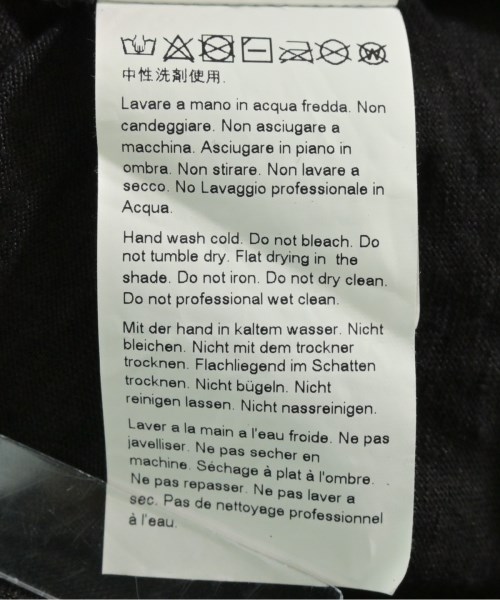 中性洗剤使用.
Lavare a mano in acqua fredda. Non
candeggiare. Non asciugare a
macchina. Asciugare in piano in
ombra. Non stirare. Non lavare a
secco. No Lavaggio professionale in
Acqua.
Hand wash cold. Do not bleach. Do
not tumble dry. Flat drying in the
shade. Do not iron. Do not dry clean.
Do not professional wet clean.
Mit der hand in kaltem wasser. Nicht
bleichen. Nicht mit dem trockner
trocknen. Flachliegend im Schatten
trocknen. Nicht bügeln. Nicht
reinigen lassen. Nicht nassreinigen.
Laver a la main a l'eau froide. Ne pas
javelliser. Ne pas secher en
machine. Séchage à plat à l'ombre.
Ne pas repasser. Ne pas laver a
sec. Pas de nettoyage professionnel
à l'eau.